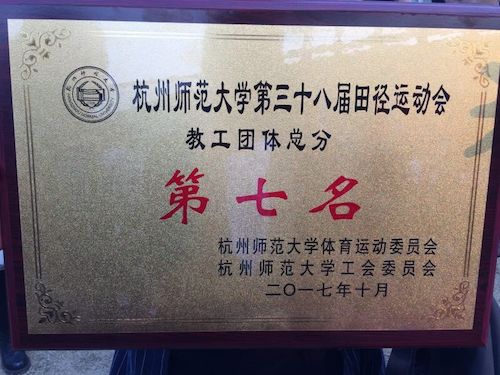 杭州师范大学第三十八届田径运动会
教工团体总分
第七名
杭州师范大学体育运动委员会
杭州师范大学工会委员会
二〇一七年十月